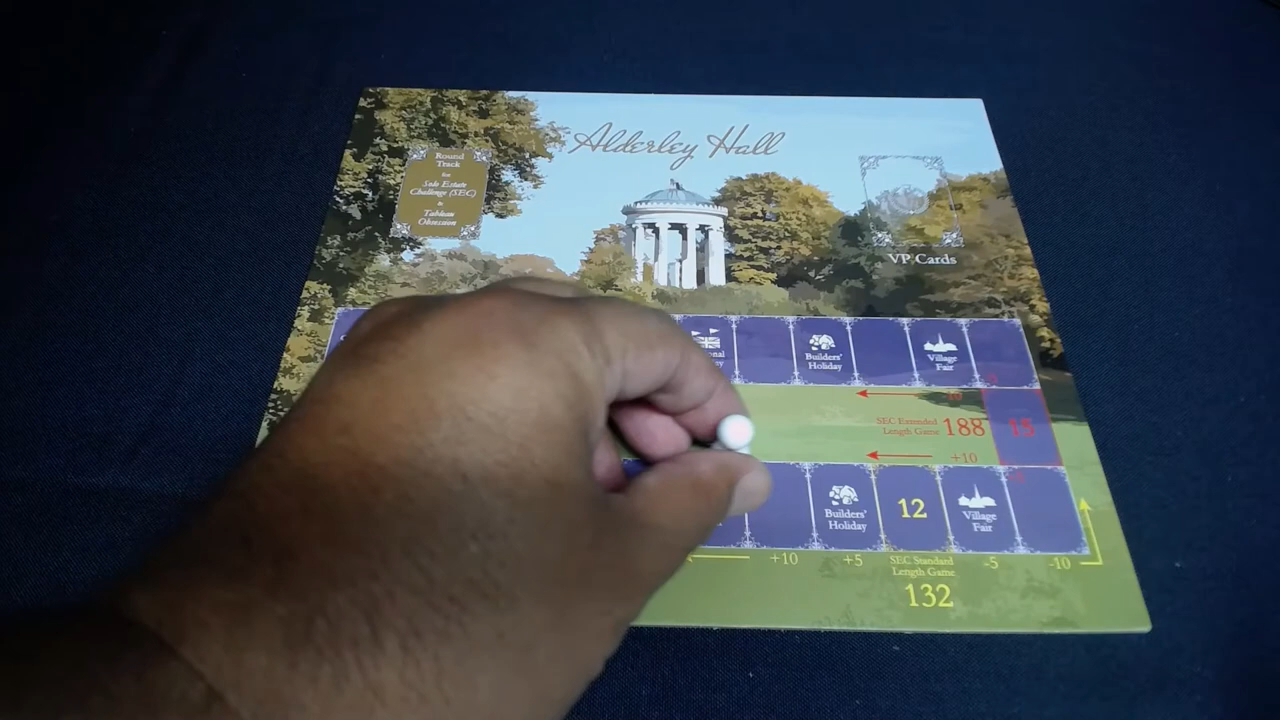 Alderley Hall
Round
Track
for
Solo Estate
Challenge (SEC)
&
Tableau
Obsession
VP Cards
Builders'
Holiday
Village
Fair
SEC Extended
Length Game
188
15
+10
Builders'
Holiday
12
Village
Fair
+10
+5
SEC Standard
Length Game
-5
-10
132